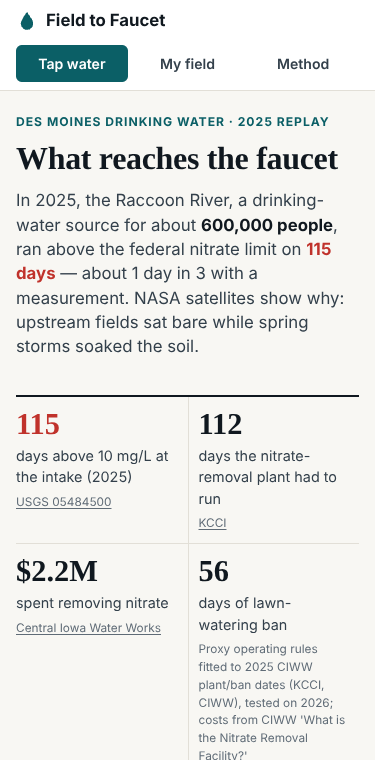 Field to Faucet
Tap water
My field
Method
DES MOINES DRINKING WATER · 2025 REPLAY
What reaches the faucet
In 2025, the Raccoon River, a drinking-
water source for about 600,000 people,
ran above the federal nitrate limit on 115
days — about 1 day in 3 with a
measurement. NASA satellites show why:
upstream fields sat bare while spring
storms soaked the soil.
115
days above 10 mg/L at
the intake (2025)
USGS 05484500
112
days the nitrate-
removal plant had to
run
KCCI
$2.2M
spent removing nitrate
Central Iowa Water Works
56
days of lawn-
watering ban
Proxy operating rules
fitted to 2025 CIWW
plant/ban dates (KCCI,
CIWW), tested on 2026;
costs from CIWW 'What is
the Nitrate Removal
Facility?'